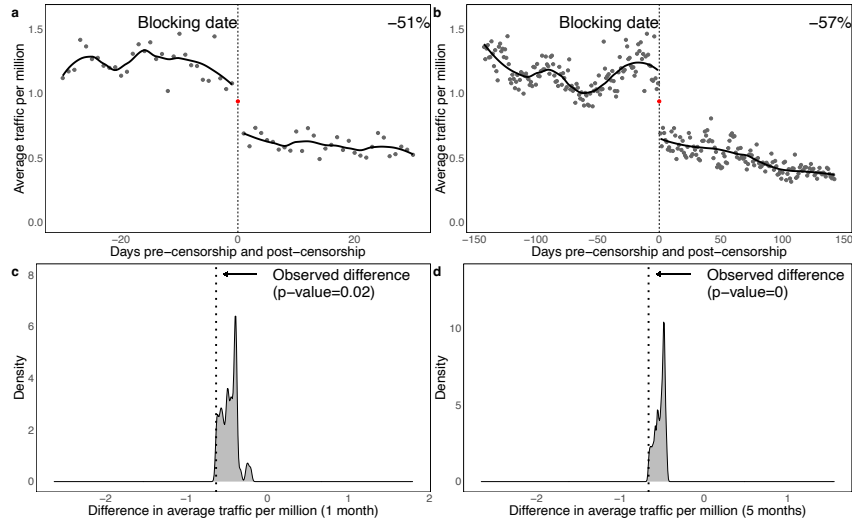 a
Blocking date
−51%
1.5
1.0
0.5
0.0
Average traffic per million
−20
0
20
Days pre−censorship and post−censorship
b
Blocking date
−57%
1.5
1.0
0.5
0.0
Average traffic per million
−150
−100
−50
0
50
100
150
Days pre−censorship and post−censorship
c
8
6
4
2
0
Density
Observed difference
(p−value=0.02)
−2
−1
0
1
2
Difference in average traffic per million (1 month)
d
10
5
0
Density
Observed difference
(p−value=0)
−2
−1
0
1
Difference in average traffic per million (5 months)